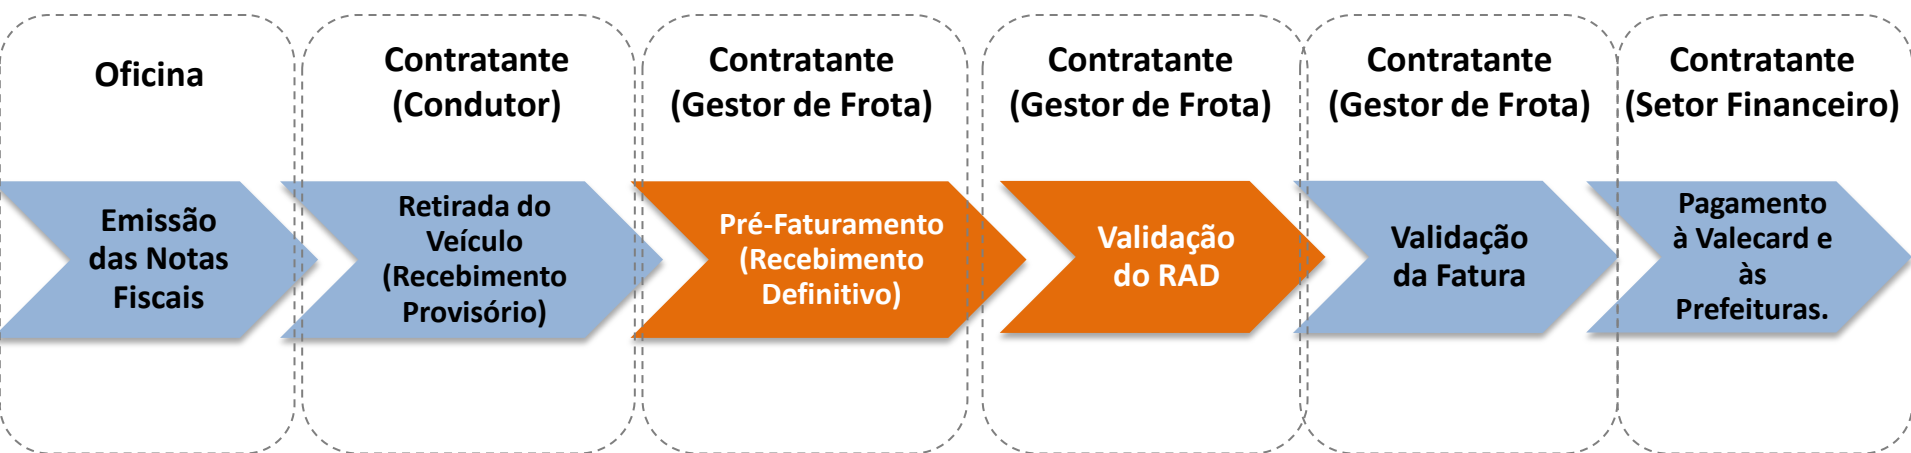 Oficina
Emissão
das Notas
Fiscais
Contratante
(Condutor)
Retirada do
Veículo
(Recebimento
Provisório)
Contratante
(Gestor de Frota)
Pré-Faturamento
(Recebimento
Definitivo)
Contratante
(Gestor de Frota)
Validação
do RAD
Contratante
(Gestor de Frota)
Validação
da Fatura
Contratante
(Setor Financeiro)
Pagamento
à Valecard e
às
Prefeituras.